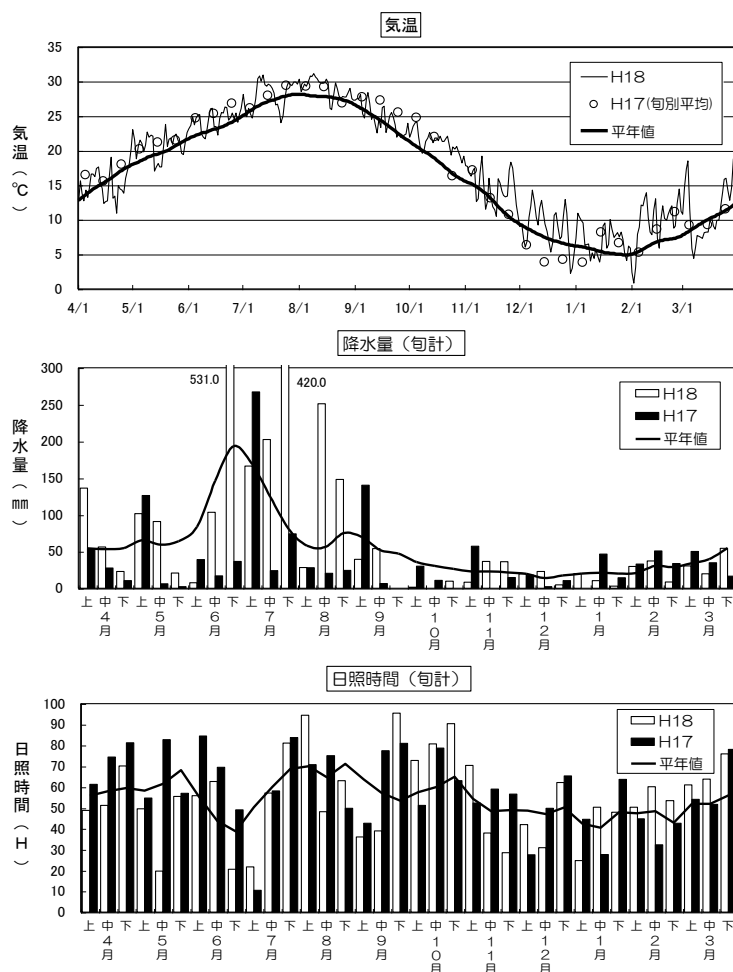 気温
35
30
25
20
15
10
5
0
気温（℃）
H18
H17(旬別平均)
平年値
4/1 5/1 6/1 7/1 8/1 9/1 10/1 11/1 12/1 1/1 2/1 3/1
降水量（旬計）
300
250
200
150
100
50
0
降水量（㎜）
531.0
420.0
H18
H17
平年値
上 中 下 上 中 下 上 中 下 上 中 下 上 中 下 上 中 下 上 中 下 上 中 下 上 中 下 上 中 下 上 中 下 上 中 下
4月 5月 6月 7月 8月 9月 10月 11月 12月 1月 2月 3月
日照時間（旬計）
100
90
80
70
60
50
40
30
20
10
0
日照時間（H）
H18
H17
平年値
上 中 下 上 中 下 上 中 下 上 中 下 上 中 下 上 中 下 上 中 下 上 中 下 上 中 下 上 中 下 上 中 下 上 中 下
4月 5月 6月 7月 8月 9月 10月 11月 12月 1月 2月 3月